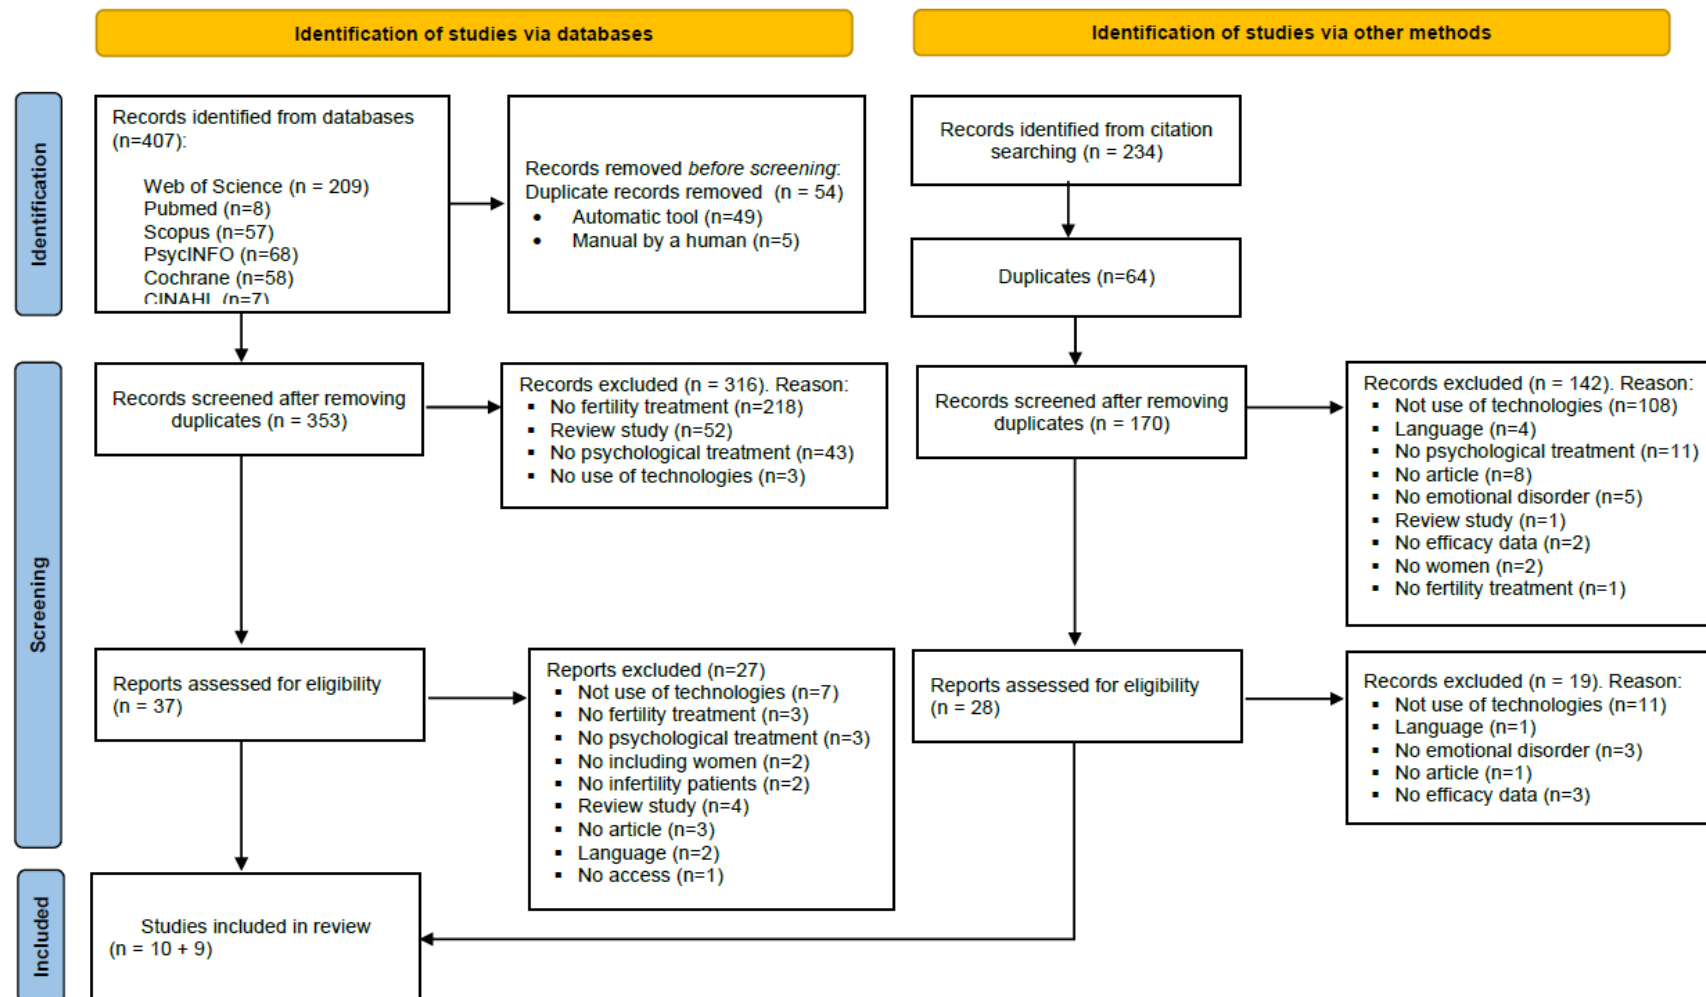 Identification of studies via databases
Identification of studies via other methods
Identification
Records identified from databases
(n=407):
Web of Science (n = 209)
Pubmed (n=8)
Scopus (n=57)
PsycINFO (n=68)
Cochrane (n=58)
CINAHL (n=7)
Records removed before screening:
Duplicate records removed (n = 54)
• Automatic tool (n=49)
• Manual by a human (n=5)
Records identified from citation
searching (n = 234)
Duplicates (n=64)
Screening
Records screened after removing
duplicates (n = 353)
Records excluded (n = 316). Reason:
▪ No fertility treatment (n=218)
▪ Review study (n=52)
▪ No psychological treatment (n=43)
▪ No use of technologies (n=3)
Records screened after removing
duplicates (n = 170)
Records excluded (n = 142). Reason:
▪ Not use of technologies (n=108)
▪ Language (n=4)
▪ No psychological treatment (n=11)
▪ No article (n=8)
▪ No emotional disorder (n=5)
▪ Review study (n=1)
▪ No efficacy data (n=2)
▪ No women (n=2)
▪ No fertility treatment (n=1)
Reports assessed for eligibility
(n = 37)
Reports excluded (n=27)
▪ Not use of technologies (n=7)
▪ No fertility treatment (n=3)
▪ No psychological treatment (n=3)
▪ No including women (n=2)
▪ No infertility patients (n=2)
▪ Review study (n=4)
▪ No article (n=3)
▪ Language (n=2)
▪ No access (n=1)
Reports assessed for eligibility
(n = 28)
Records excluded (n = 19). Reason:
▪ Not use of technologies (n=11)
▪ Language (n=1)
▪ No emotional disorder (n=3)
▪ No article (n=1)
▪ No efficacy data (n=3)
Included
Studies included in review
(n = 10 + 9)